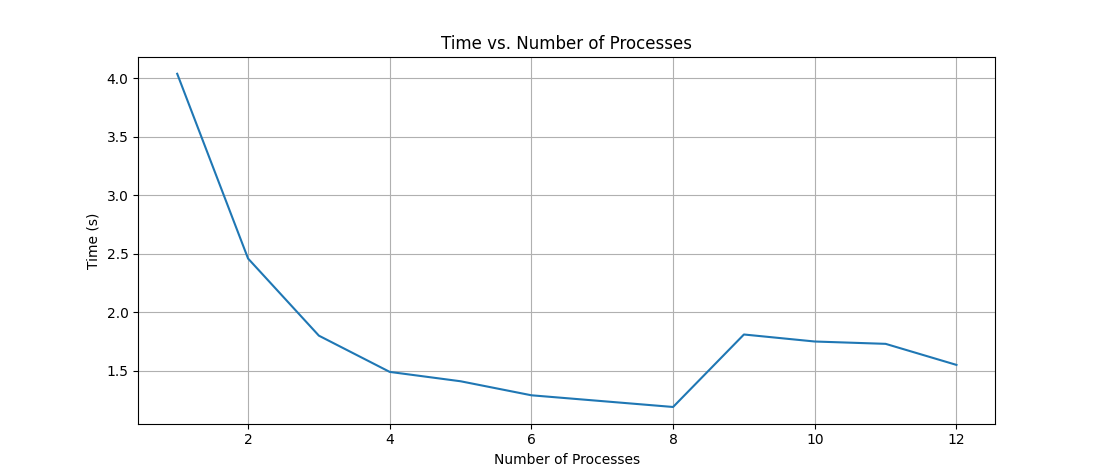 Time vs. Number of Processes
4.0
3.5
3.0
2.5
2.0
1.5
Time (s)
2 4 6 8 10 12
Number of Processes